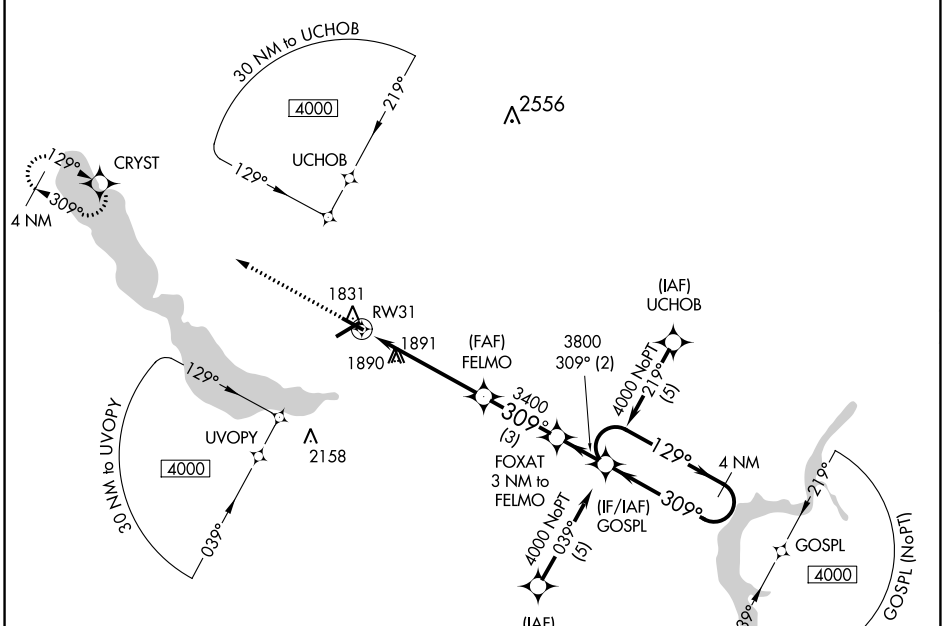 30 NM to UCHOB
4000
219°
129°
UCHOB
2556
129°
CRYST
309°
4 NM
1831
RW31
1890
1891
(FAF)
FELMO
3800
309° (2)
(IAF)
UCHOB
4000 NoPT
219°
(5)
3400
309°
(3)
FOXAT
3 NM to
FELMO
129°
4 NM
309°
(IF/IAF)
GOSPL
4000 NoPT
039°
(5)
(IAF)
30 NM to UVOPY
129°
UVOPY
4000
039°
2158
219°
GOSPL
4000
GOSPL (NoPT)